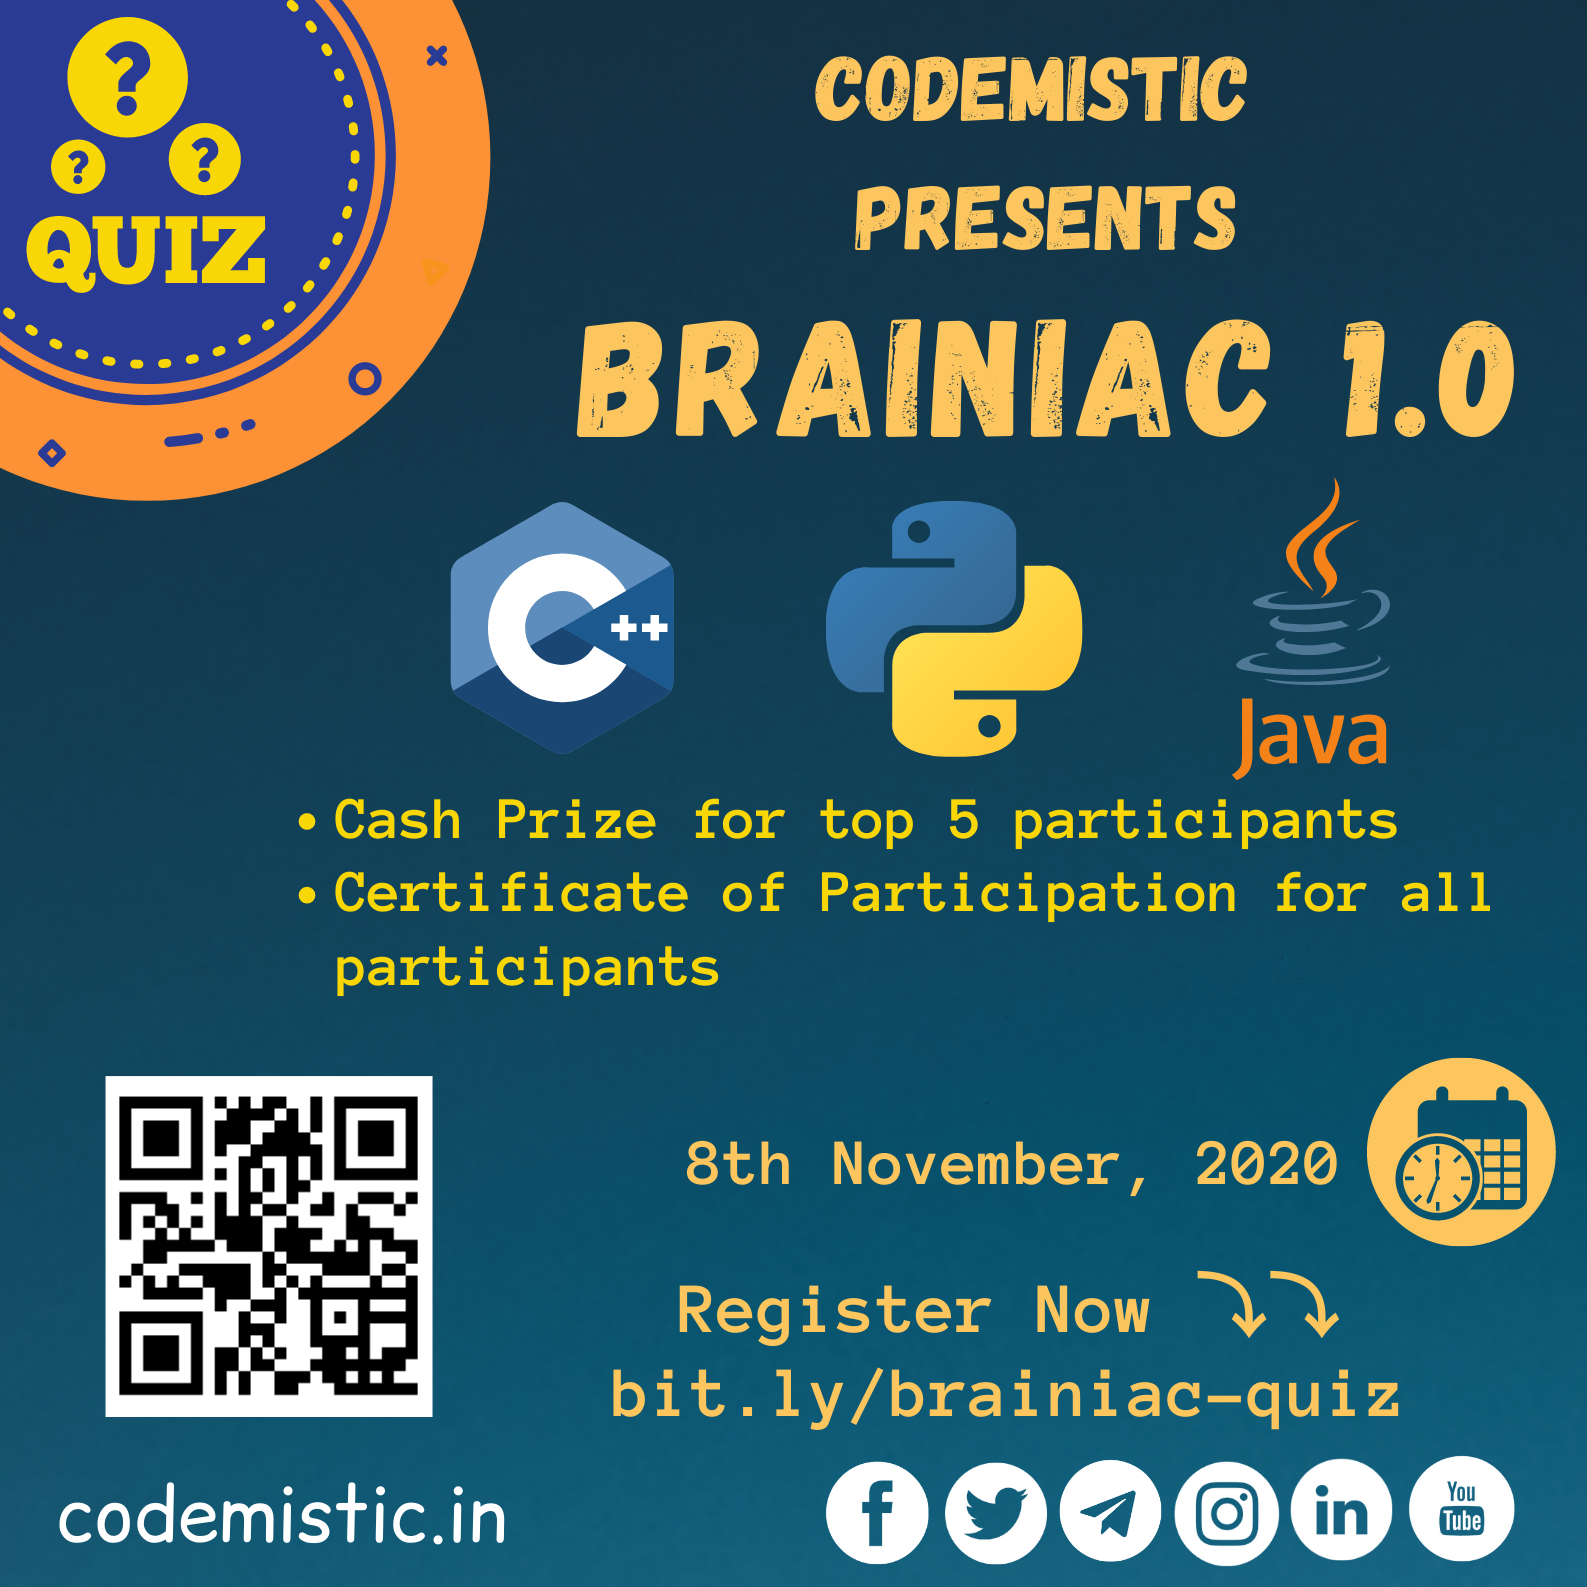 ? ? ?
QUIZ
CODEMISTIC
PRESENTS
BRAINIAC 1.0
C++
Java
• Cash Prize for top 5 participants
• Certificate of Participation for all
participants
8th November, 2020
Register Now
bit.ly/brainiac-quiz
codemistic.in
f
in
You
Tube